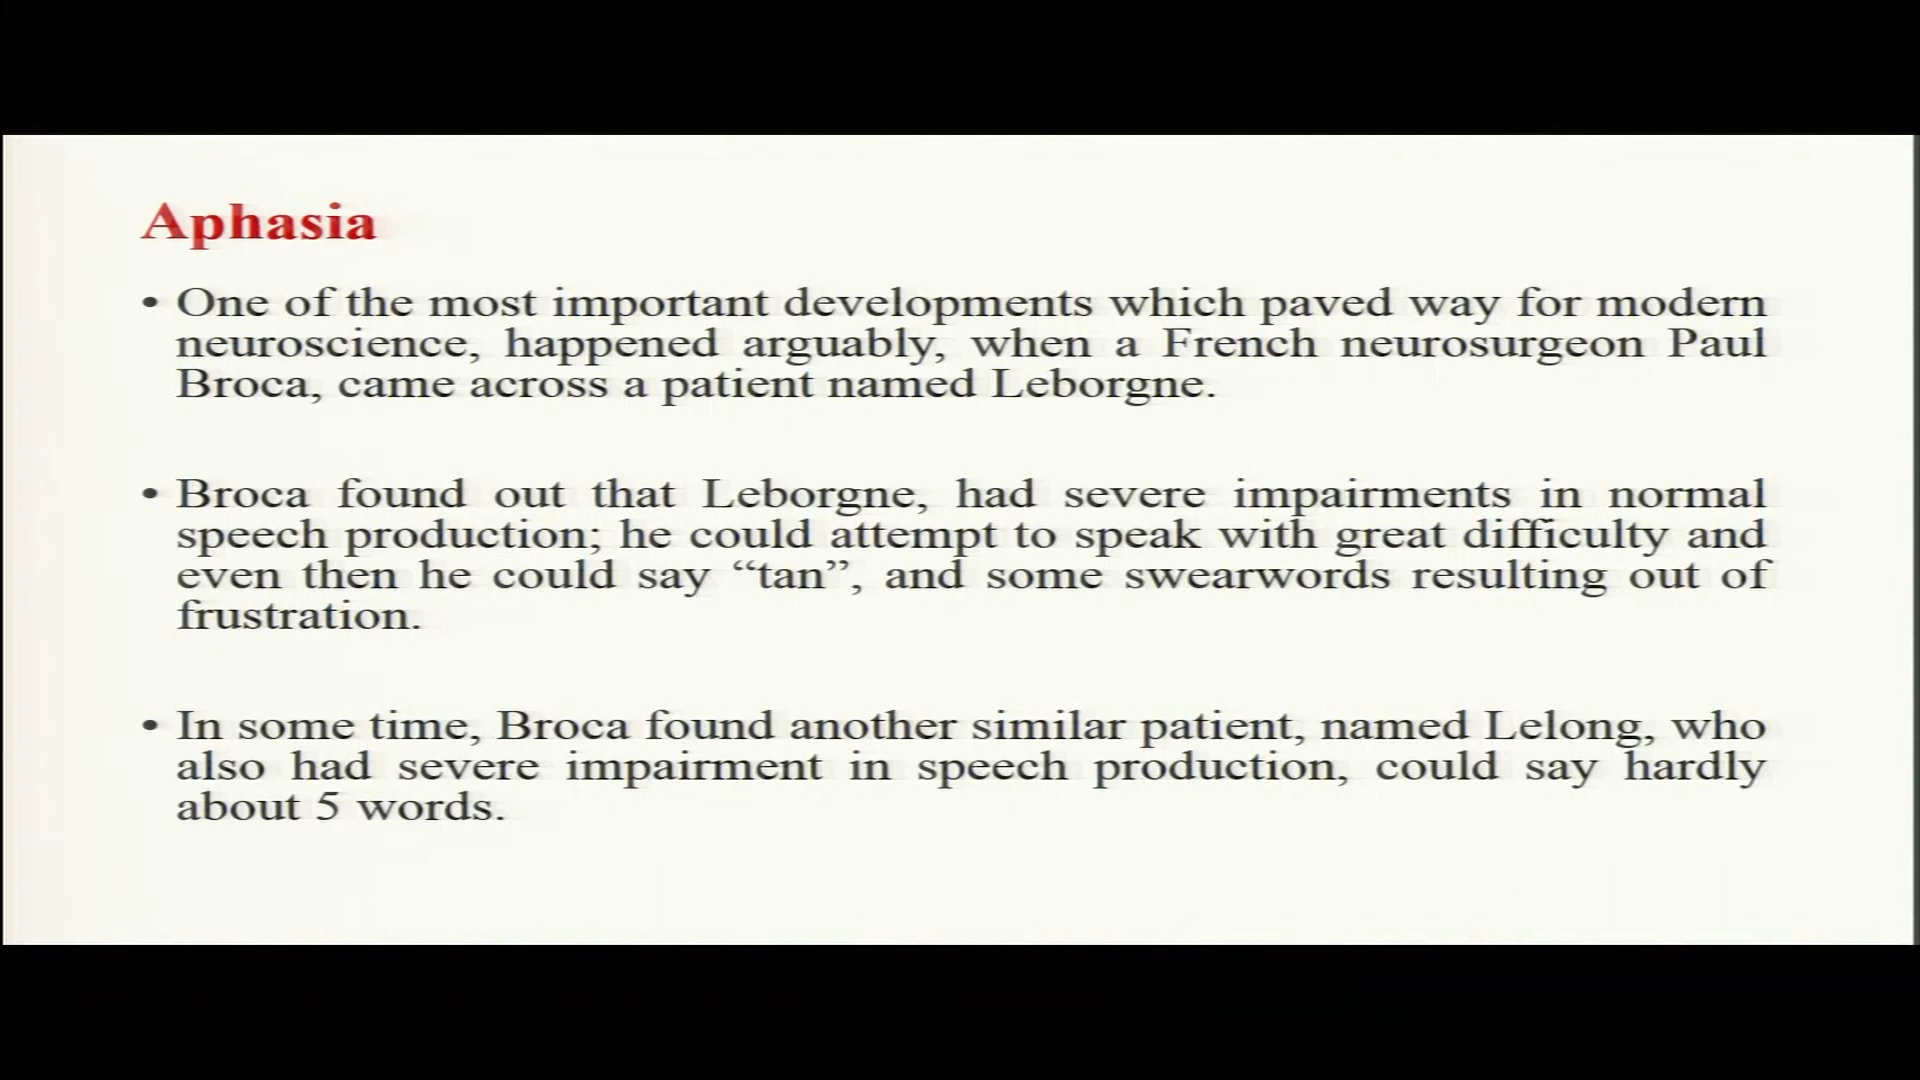 Aphasia
• One of the most important developments which paved way for modern
neuroscience, happened arguably, when a French neurosurgeon Paul
Broca, came across a patient named Leborgne.
• Broca found out that Leborgne, had severe impairments in normal
speech production; he could attempt to speak with great difficulty and
even then he could say “tan”, and some swearwords resulting out of
frustration.
• In some time, Broca found another similar patient, named Lelong, who
also had severe impairment in speech production, could say hardly
about 5 words.